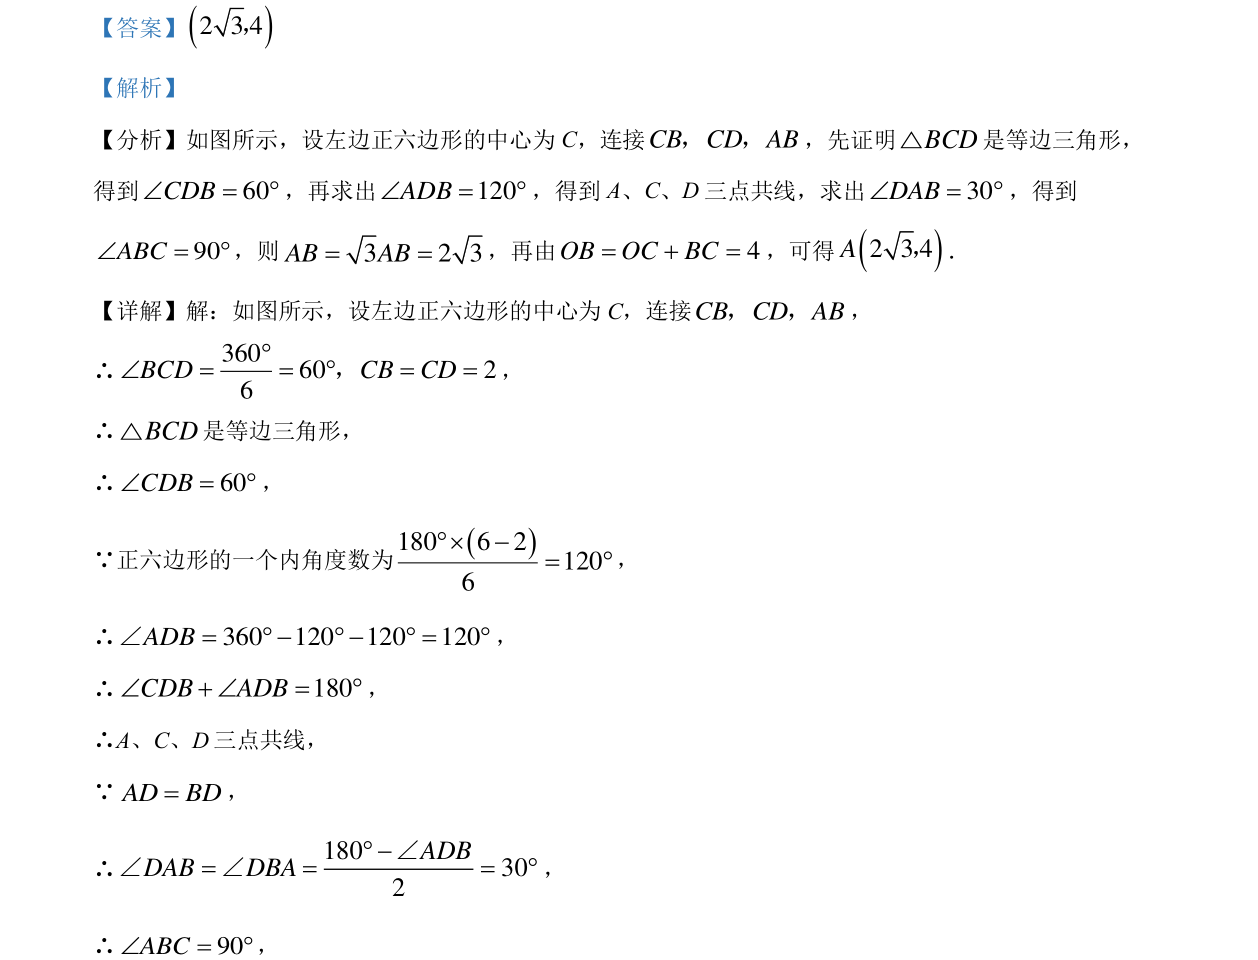 【答案】(2√3,4)
【解析】
【分析】如图所示，设左边正六边形的中心为 C，连接CB，CD，AB，先证明△BCD是等边三角形，
得到∠CDB=60°，再求出∠ADB=120°，得到 A、C、D 三点共线，求出∠DAB=30°，得到
∠ABC=90°，则AB=√3AB=2√3，再由OB=OC+BC=4，可得A(2√3,4)．
【详解】解：如图所示，设左边正六边形的中心为 C，连接CB，CD，AB，
∴∠BCD=360°/6=60°，CB=CD=2，
∴△BCD是等边三角形，
∴∠CDB=60°，
∵正六边形的一个内角度数为180°×(6−2)/6=120°，
∴∠ADB=360°−120°−120°=120°，
∴∠CDB+∠ADB=180°，
∴A、C、D 三点共线，
∵AD=BD，
∴∠DAB=∠DBA=(180°−∠ADB)/2=30°，
∴∠ABC=90°，